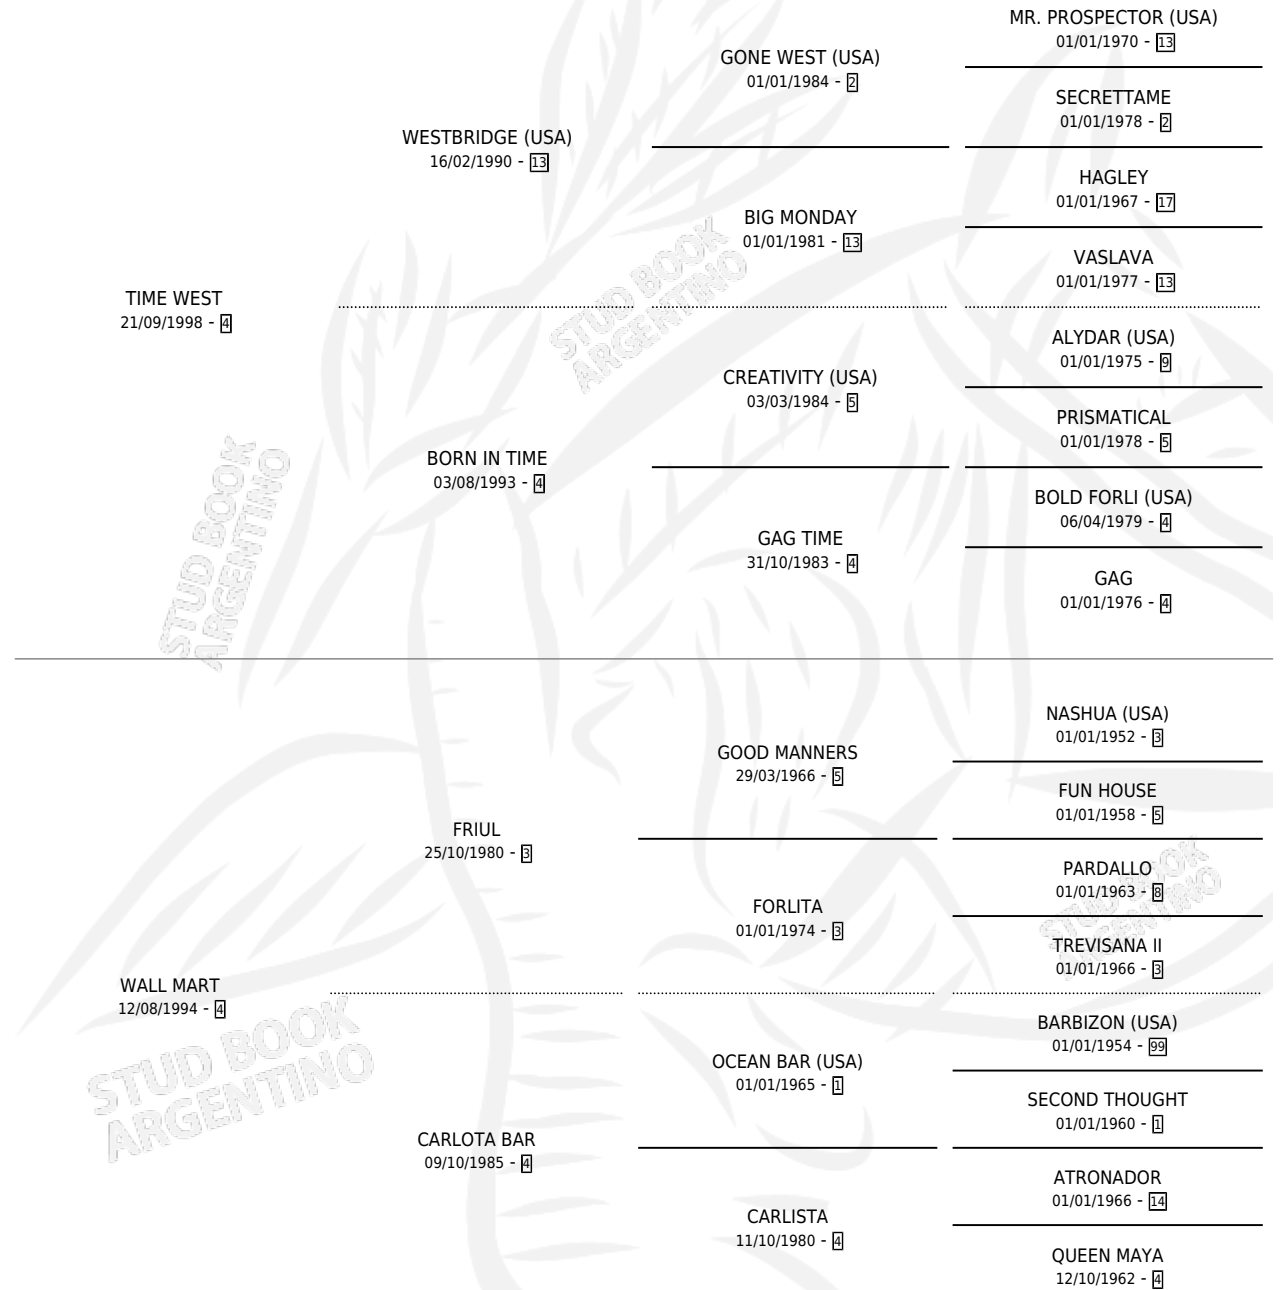 MR. PROSPECTOR (USA)
01/01/1970 - 13
GONE WEST (USA)
01/01/1984 - 2
SECRETTAME
01/01/1978 - 2
WESTBRIDGE (USA)
16/02/1990 - 13
HAGLEY
01/01/1967 - 17
BIG MONDAY
01/01/1981 - 13
VASLAVA
01/01/1977 - 13
TIME WEST
21/09/1998 - 4
STUD BOOK
ARGENTINO
ALYDAR (USA)
01/01/1975 - 9
CREATIVITY (USA)
03/03/1984 - 5
PRISMATICAL
01/01/1978 - 5
BORN IN TIME
03/08/1993 - 4
BOLD FORLI (USA)
06/04/1979 - 4
GAG TIME
31/10/1983 - 4
GAG
01/01/1976 - 4
STUD BOOK
ARGENTINO
NASHUA (USA)
01/01/1952 - 3
GOOD MANNERS
29/03/1966 - 5
FUN HOUSE
01/01/1958 - 5
FRIUL
25/10/1980 - 3
PARDALLO
01/01/1963 - 8
FORLITA
01/01/1974 - 3
STUD BOOK
ARGENTINO
TREVISANA II
01/01/1966 - 3
WALL MART
12/08/1994 - 4
BARBIZON (USA)
01/01/1954 - 99
OCEAN BAR (USA)
01/01/1965 - 1
SECOND THOUGHT
01/01/1960 - 1
STUD BOOK
ARGENTINO
CARLOTA BAR
09/10/1985 - 4
ATRONADOR
01/01/1966 - 14
CARLISTA
11/10/1980 - 4
QUEEN MAYA
12/10/1962 - 4